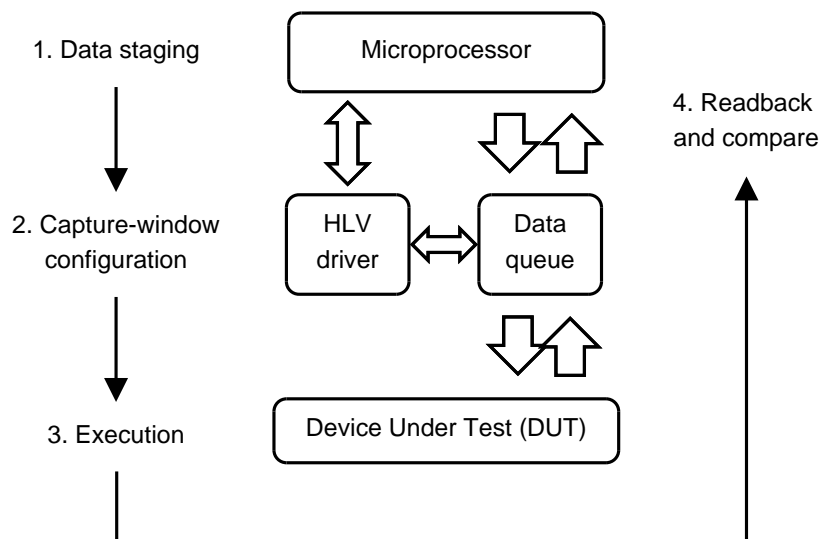 1. Data staging
Microprocessor
4. Readback
and compare
2. Capture-window
configuration
HLV
driver
Data
queue
3. Execution
Device Under Test (DUT)